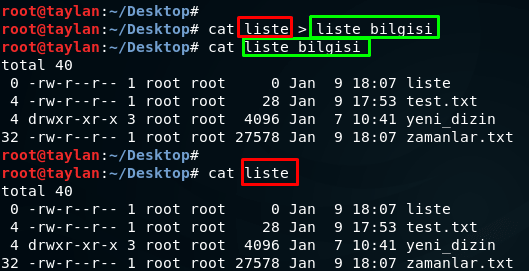 root@taylan:~/Desktop#
root@taylan:~/Desktop# cat liste > liste_bilgisi
root@taylan:~/Desktop# cat liste_bilgisi
total 40
 0 -rw-r--r-- 1 root root     0 Jan  9 18:07 liste
 4 -rw-r--r-- 1 root root    28 Jan  9 17:53 test.txt
 4 drwxr-xr-x 3 root root  4096 Jan  7 10:41 yeni_dizin
32 -rw-r--r-- 1 root root 27578 Jan  9 18:07 zamanlar.txt
root@taylan:~/Desktop#
root@taylan:~/Desktop# cat liste
total 40
 0 -rw-r--r-- 1 root root     0 Jan  9 18:07 liste
 4 -rw-r--r-- 1 root root    28 Jan  9 17:53 test.txt
 4 drwxr-xr-x 3 root root  4096 Jan  7 10:41 yeni_dizin
32 -rw-r--r-- 1 root root 27578 Jan  9 18:07 zamanlar.txt